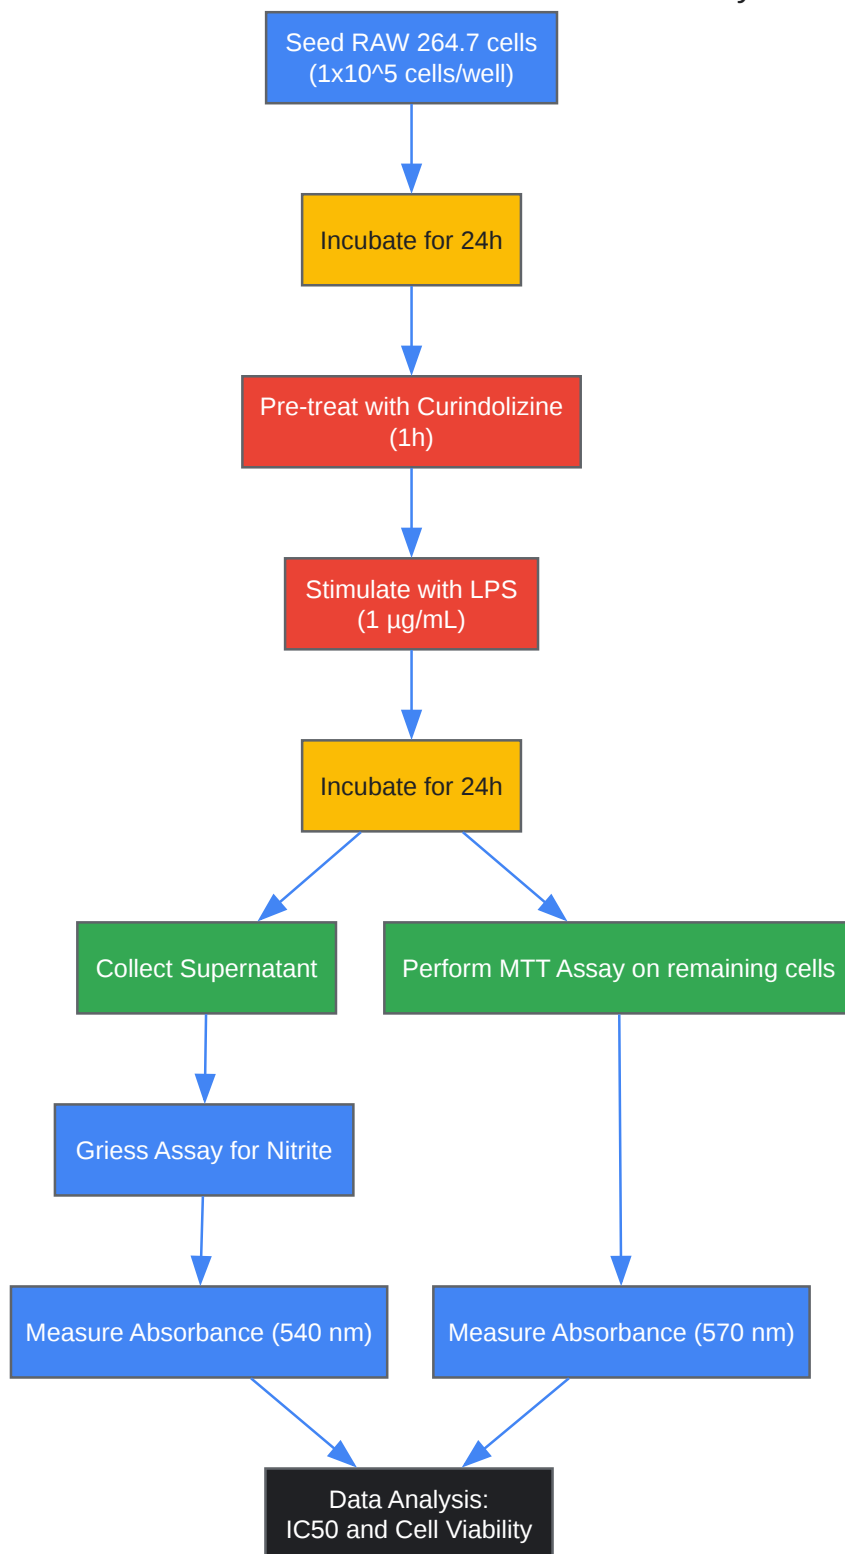 Seed RAW 264.7 cells
(1x10^5 cells/well)
Incubate for 24h
Pre-treat with Curindolizine
(1h)
Stimulate with LPS
(1 µg/mL)
Incubate for 24h
Collect Supernatant
Perform MTT Assay on remaining cells
Griess Assay for Nitrite
Measure Absorbance (540 nm)
Measure Absorbance (570 nm)
Data Analysis:
IC50 and Cell Viability